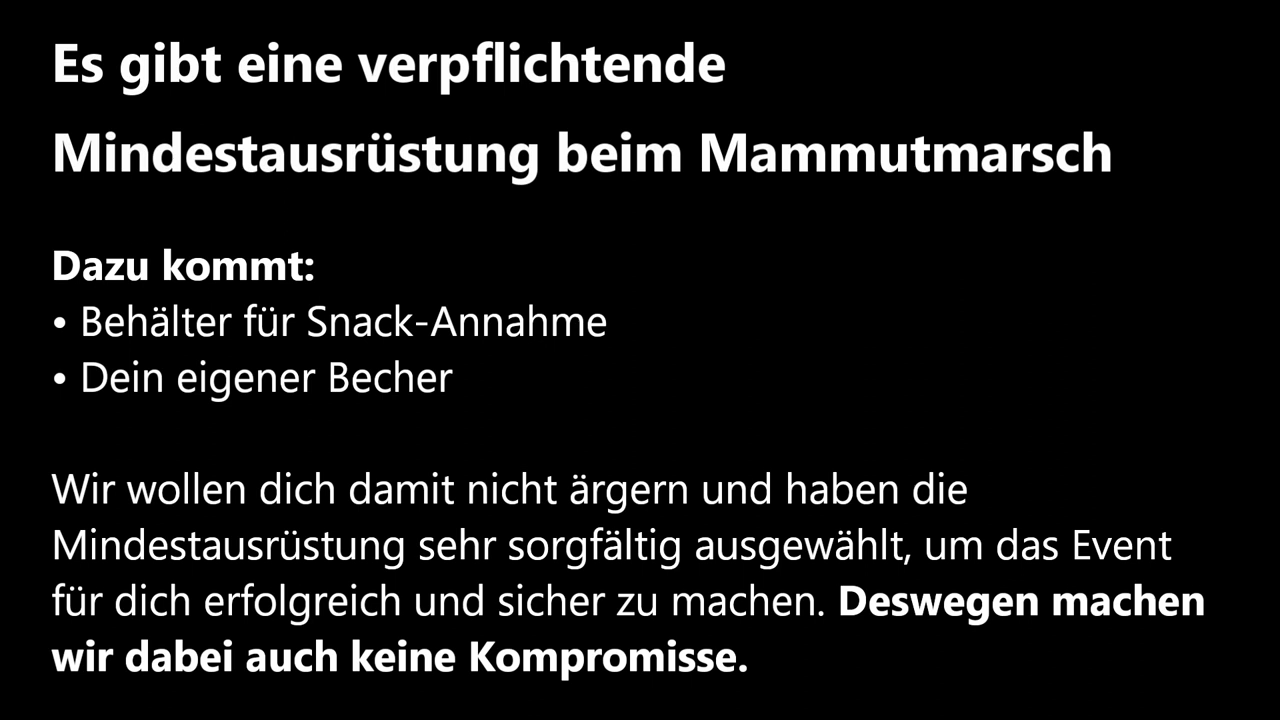 Es gibt eine verpflichtende
Mindestausrüstung beim Mammutmarsch
Dazu kommt:
• Behälter für Snack-Annahme
• Dein eigener Becher
Wir wollen dich damit nicht ärgern und haben die
Mindestausrüstung sehr sorgfältig ausgewählt, um das Event
für dich erfolgreich und sicher zu machen. Deswegen machen
wir dabei auch keine Kompromisse.